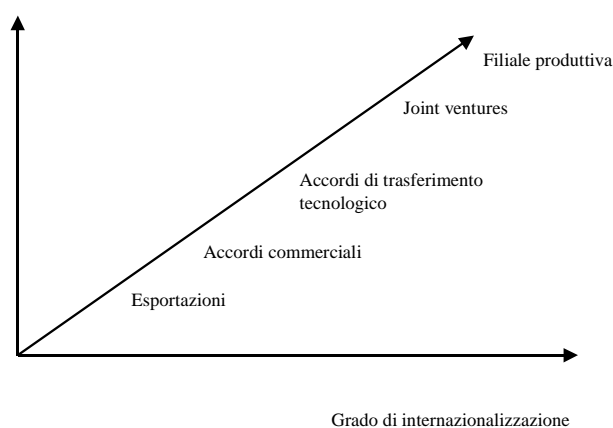 Filiale produttiva
Joint ventures
Accordi di trasferimento
tecnologico
Accordi commerciali
Esportazioni
Grado di internazionalizzazione